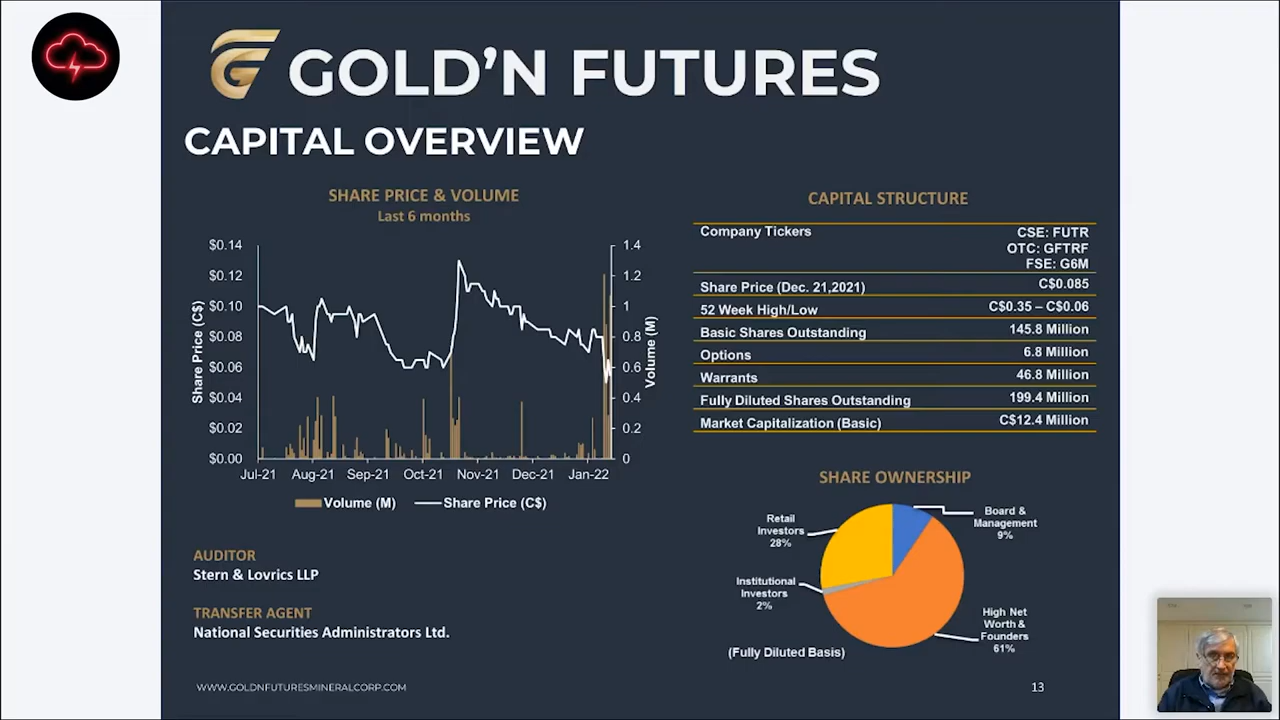 GOLD'N FUTURES
CAPITAL OVERVIEW
SHARE PRICE & VOLUME
Last 6 months
$0.14
$0.12
$0.10
$0.08
$0.06
$0.04
$0.02
$0.00
Share Price (C$)
1.4
1.2
1
0.8
0.6
0.4
0.2
0
Volume (M)
Jul-21 Aug-21 Sep-21 Oct-21 Nov-21 Dec-21 Jan-22
Volume (M) Share Price (C$)
AUDITOR
Stern & Lovrics LLP
TRANSFER AGENT
National Securities Administrators Ltd.
CAPITAL STRUCTURE
Company Tickers CSE: FUTR
OTC: GFTRF
FSE: G6M
Share Price (Dec. 21,2021) C$0.085
52 Week High/Low C$0.35 – C$0.06
Basic Shares Outstanding 145.8 Million
Options 6.8 Million
Warrants 46.8 Million
Fully Diluted Shares Outstanding 199.4 Million
Market Capitalization (Basic) C$12.4 Million
SHARE OWNERSHIP
Retail
Investors
28%
Board &
Management
9%
Institutional
Investors
2%
High Net
Worth &
Founders
61%
(Fully Diluted Basis)
WWW.GOLDNFUTURESMINERALCORP.COM
13